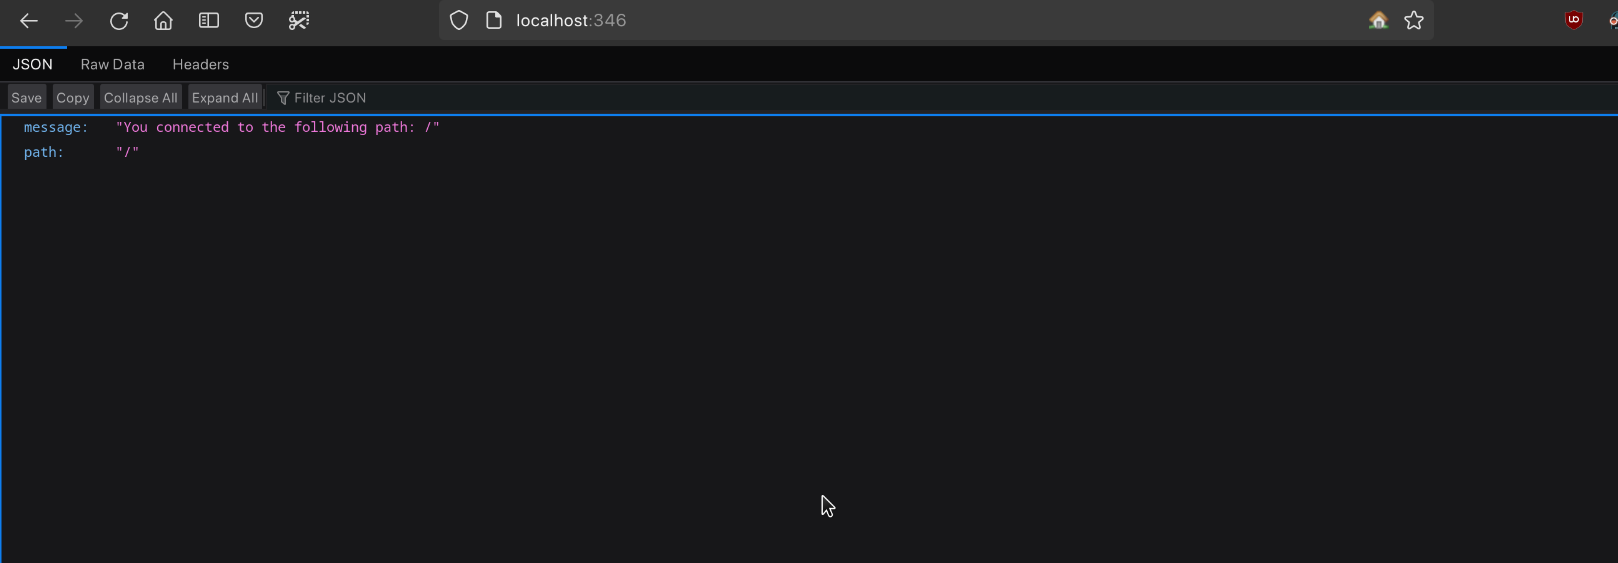 localhost:346
JSON Raw Data Headers
Save Copy Collapse All Expand All Filter JSON
message: "You connected to the following path: /"
path: "/"